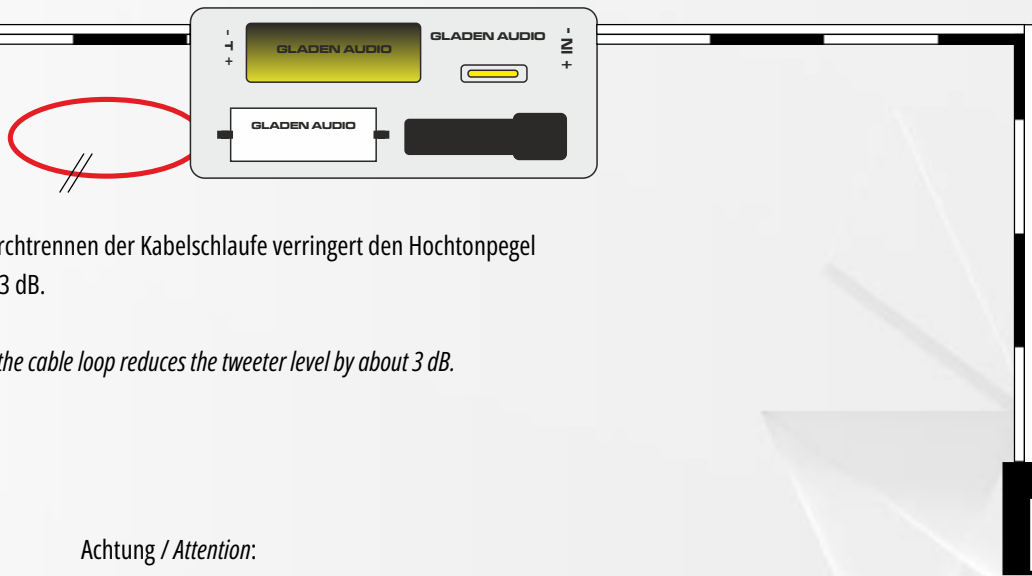 - T +
GLADEN AUDIO
GLADEN AUDIO
- IN +
GLADEN AUDIO
rchtrennen der Kabelschlaufe verringert den Hochtonpegel
3 dB.
the cable loop reduces the tweeter level by about 3 dB.
Achtung / Attention: